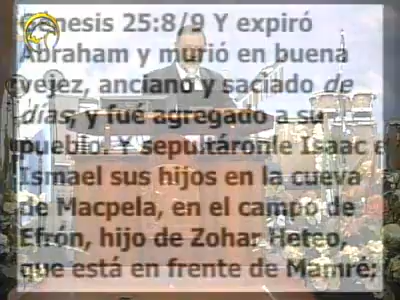 Génesis 25:8/9 Y expiró
Abraham y murió en buena
vejez, anciano y saciado de
días, y fué agregado a su
pueblo. Y sepultáronle Isaac e
Ismael sus hijos en la cueva
de Macpela, en el campo de
Efrón, hijo de Zohar Heteo,
que está en frente de Mamre;